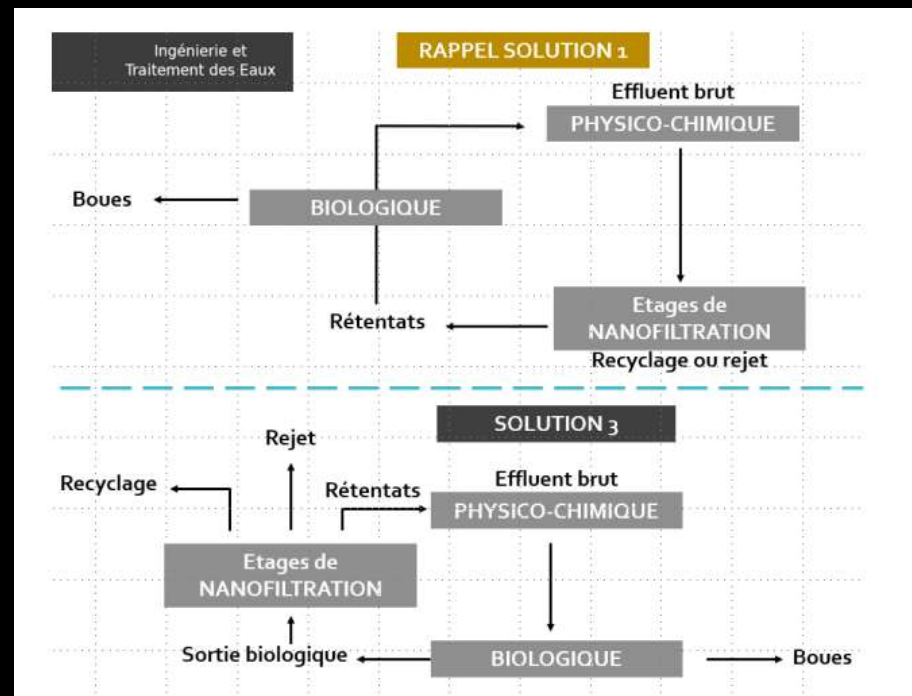 Ingénierie et
Traitement des Eaux
RAPPEL SOLUTION 1
Effluent brut
PHYSICO-CHIMIQUE
Boues
BIOLOGIQUE
Rétentats
Etages de
NANOFILTRATION
Recyclage ou rejet
SOLUTION 3
Rejet
Recyclage
Rétentats
Effluent brut
PHYSICO-CHIMIQUE
Etages de
NANOFILTRATION
Sortie biologique
BIOLOGIQUE
Boues